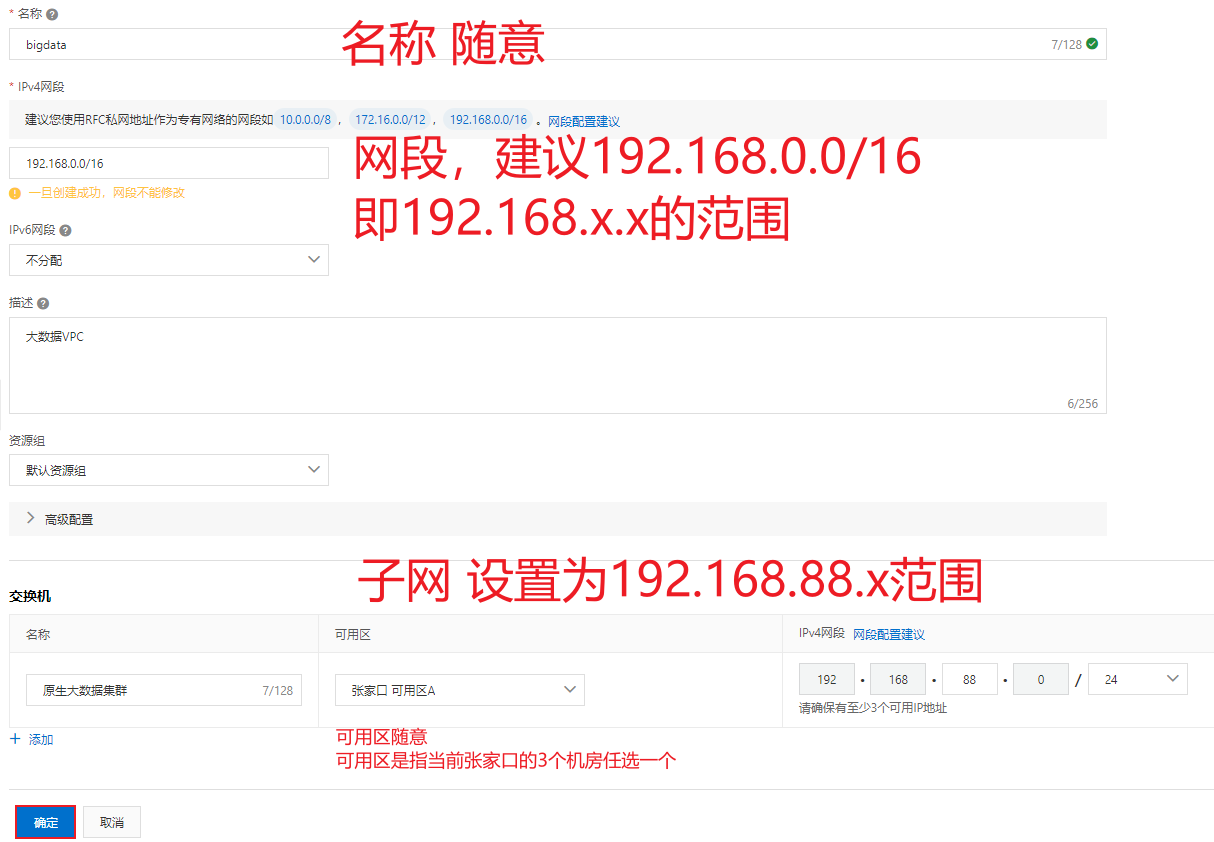 * 名称
bigdata
7/128
名称 随意
* IPv4网段
建议您使用RFC私网地址作为专有网络的网段如 10.0.0.0/8 , 172.16.0.0/12 , 192.168.0.0/16 。网段配置建议
192.168.0.0/16
网段，建议192.168.0.0/16
一旦创建成功，网段不能修改
即192.168.x.x的范围
IPv6网段
不分配
描述
大数据VPC
6/256
资源组
默认资源组
高级配置
子网 设置为192.168.88.x范围
交换机
名称 可用区 IPv4网段 网段配置建议
原生大数据集群 7/128 张家口 可用区A 192 • 168 • 88 • 0 / 24
请确保有至少3个可用IP地址
+ 添加
可用区随意
可用区是指当前张家口的3个机房任选一个
确定 取消